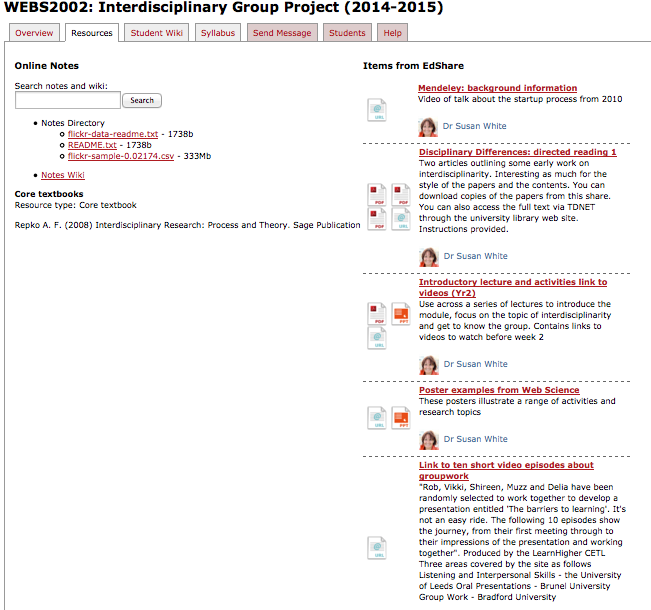 WEBS2002: Interdisciplinary Group Project (2014-2015)
Overview
Resources
Student Wiki
Syllabus
Send Message
Students
Help
Online Notes
Search notes and wiki:
Search
Notes Directory
flickr-data-readme.txt - 1738b
README.txt - 1738b
flickr-sample-0.02174.csv - 333Mb
Notes Wiki
Core textbooks
Resource type: Core textbook
Repko A. F. (2008) Interdisciplinary Research: Process and Theory. Sage Publication
Items from EdShare
URL
Mendeley: background information
Video of talk about the startup process from 2010
Dr Susan White
PDF
PDF
PDF
URL
Disciplinary Differences: directed reading 1
Two articles outlining some early work on
interdisciplinarity. Interesting as much for the
style of the papers and the contents. You can
download copies of the papers from this share.
You can also access the full text via TDNET
through the university library web site.
Instructions provided.
Dr Susan White
PDF
PPT
URL
Introductory lecture and activities link to
videos (Yr2)
Use across a series of lectures to introduce the
module, focus on the topic of interdisciplinarity
and get to know the group. Contains links to
videos to watch before week 2
Dr Susan White
URL
PPT
Poster examples from Web Science
These posters illustrate a range of activities and
research topics
Dr Susan White
URL
Link to ten short video episodes about
groupwork
"Rob, Vikki, Shireen, Muzz and Delia have been
randomly selected to work together to develop a
presentation entitled 'The barriers to learning'. It's
not an easy ride. The following 10 episodes show
the journey, from their first meeting through to
their impressions of the presentation and working
together". Produced by the LearnHigher CETL
Three areas covered by the site as follows
Listening and Interpersonal Skills - the University
of Leeds Oral Presentations - Brunel University
Group Work - Bradford University